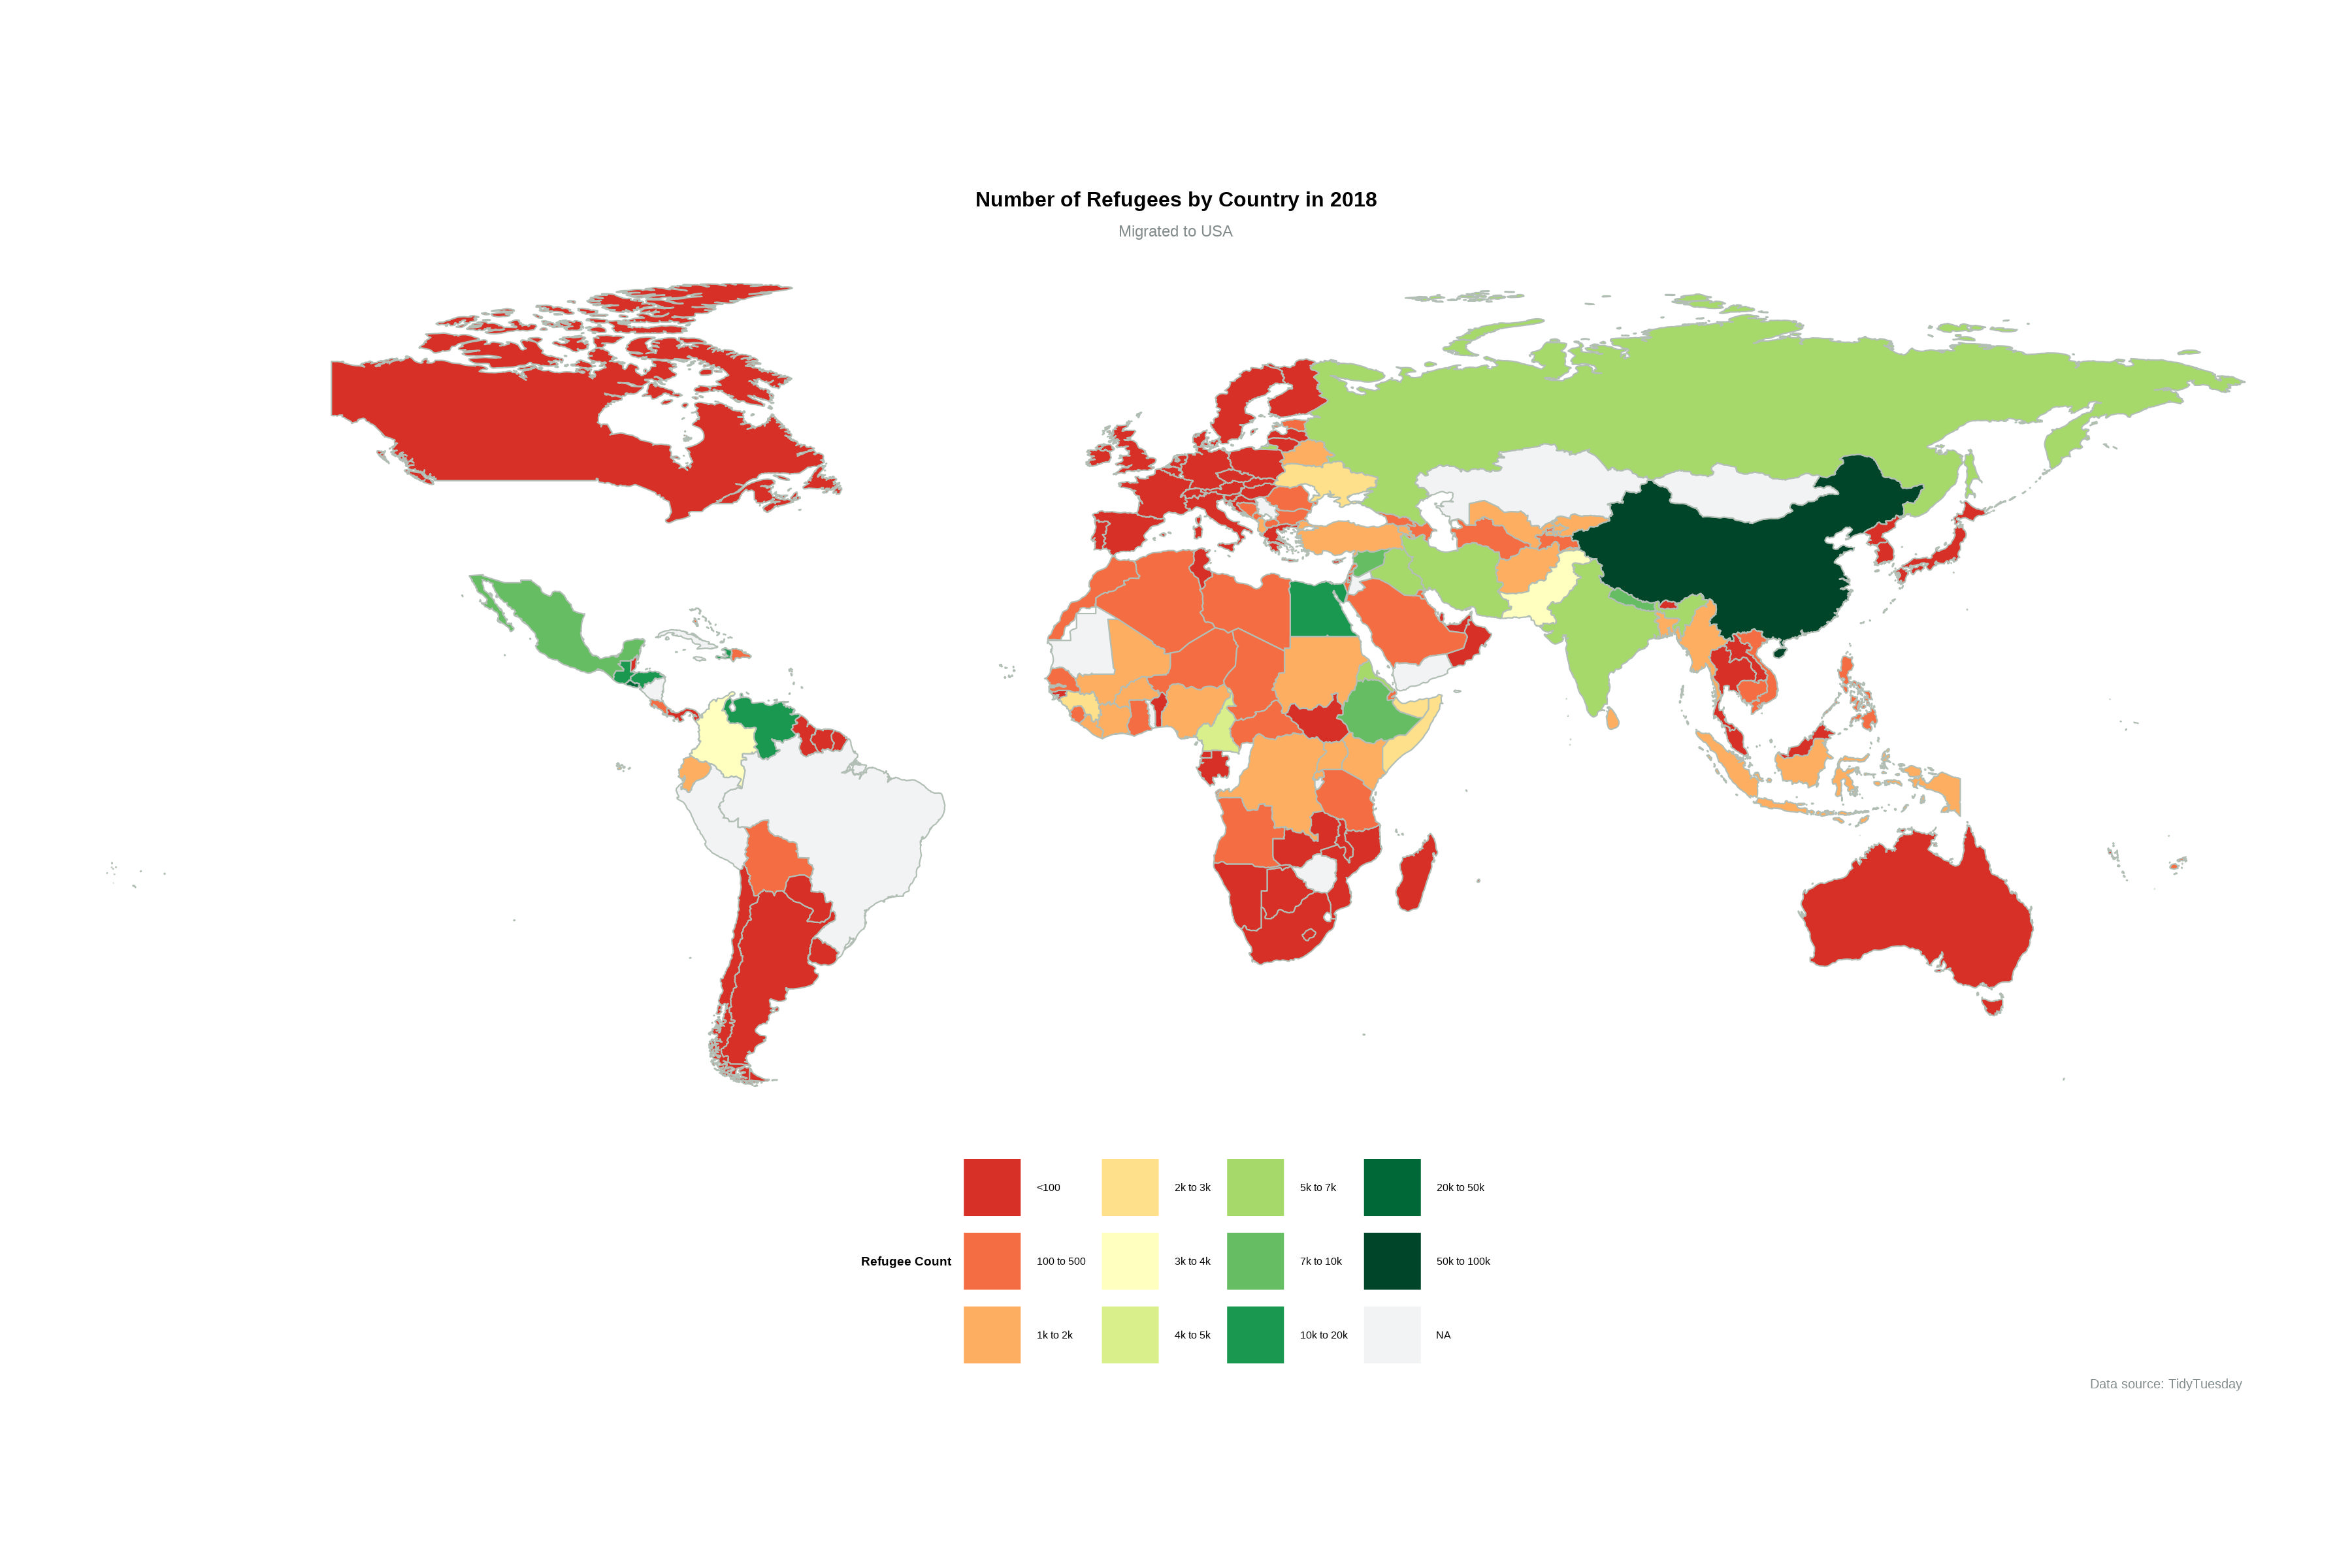 Number of Refugees by Country in 2018
Migrated to USA
<100
2k to 3k
5k to 7k
20k to 50k
Refugee Count
100 to 500
3k to 4k
7k to 10k
50k to 100k
1k to 2k
4k to 5k
10k to 20k
NA
Data source: TidyTuesday